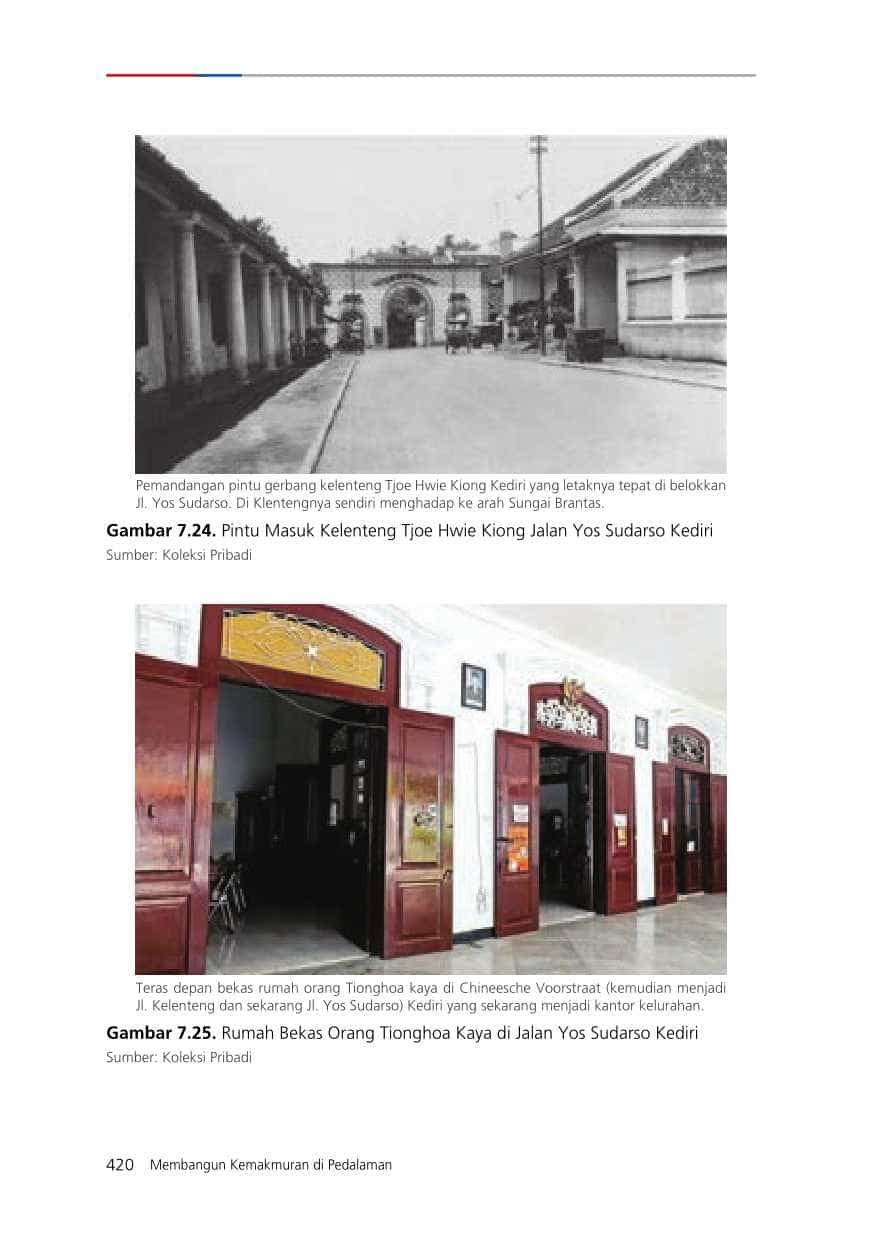 Pemandangan pintu gerbang kelenteng Tjoe Hwie Kiong Kediri yang letaknya tepat di belokkan
Jl. Yos Sudarso. Di Klentengnya sendiri menghadap ke arah Sungai Brantas.
Gambar 7.24. Pintu Masuk Kelenteng Tjoe Hwie Kiong Jalan Yos Sudarso Kediri
Sumber: Koleksi Pribadi
Teras depan bekas rumah orang Tionghoa kaya di Chineesche Voorstraat (kemudian menjadi
Jl. Kelenteng dan sekarang Jl. Yos Sudarso) Kediri yang sekarang menjadi kantor kelurahan.
Gambar 7.25. Rumah Bekas Orang Tionghoa Kaya di Jalan Yos Sudarso Kediri
Sumber: Koleksi Pribadi
420 Membangun Kemakmuran di Pedalaman